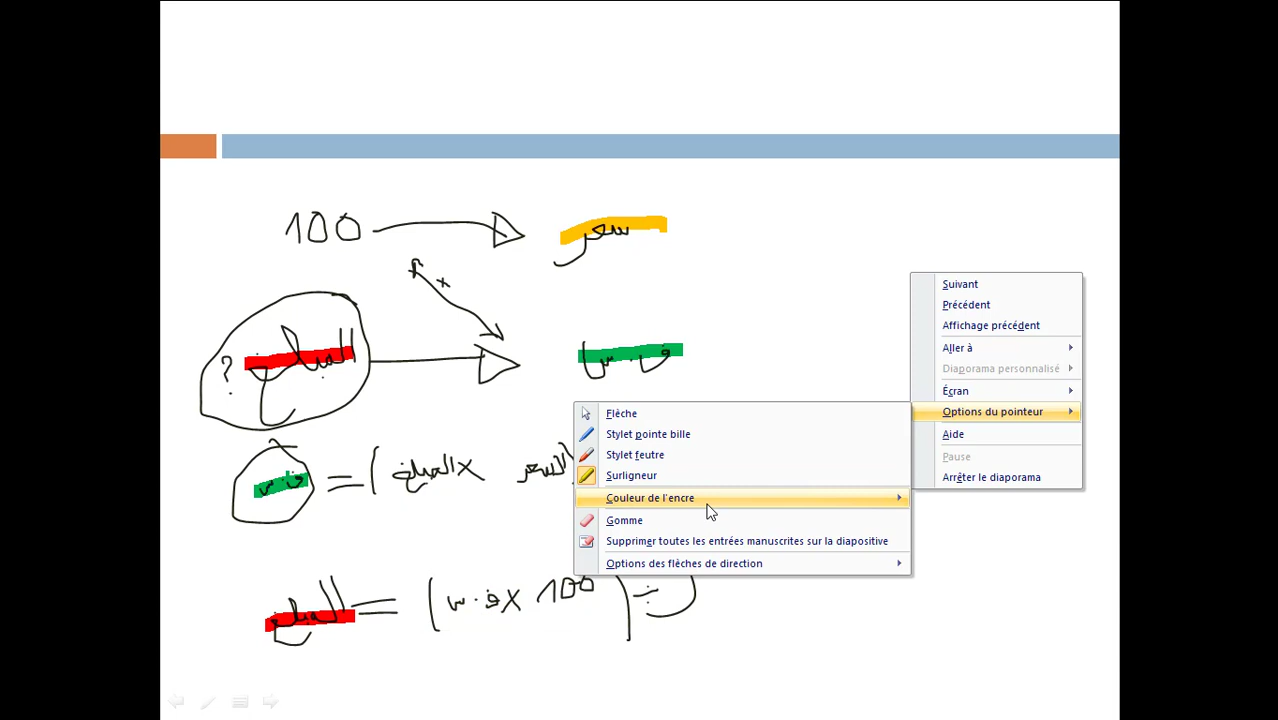 100 سعر
المبلغ ? ف.س
x
ف.س = ( المبلغ x السعر )
المبلغ = ( 100 x ف.س ) ÷
Suivant
Précédent
Affichage précédent
Aller à
Diaporama personnalisé
Écran
Options du pointeur
Aide
Pause
Arrêter le diaporama
Flèche
Stylet pointe bille
Stylet feutre
Surligneur
Couleur de l'encre
Gomme
Supprimer toutes les entrées manuscrites sur la diapositive
Options des flèches de direction